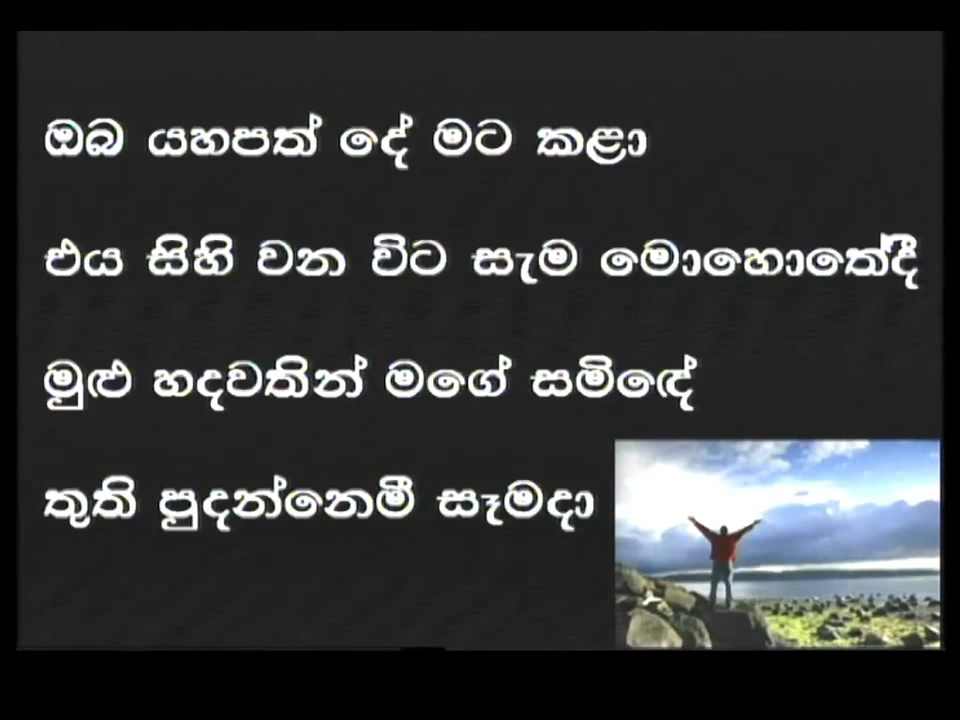 ඔබ යහපත් දේ මට කළා
එය සිහි වන විට සැම මොහොතේදී
මුළු හදවතින් මගේ සමිඳේ
තුති පුදන්නෙමී සෑමදා